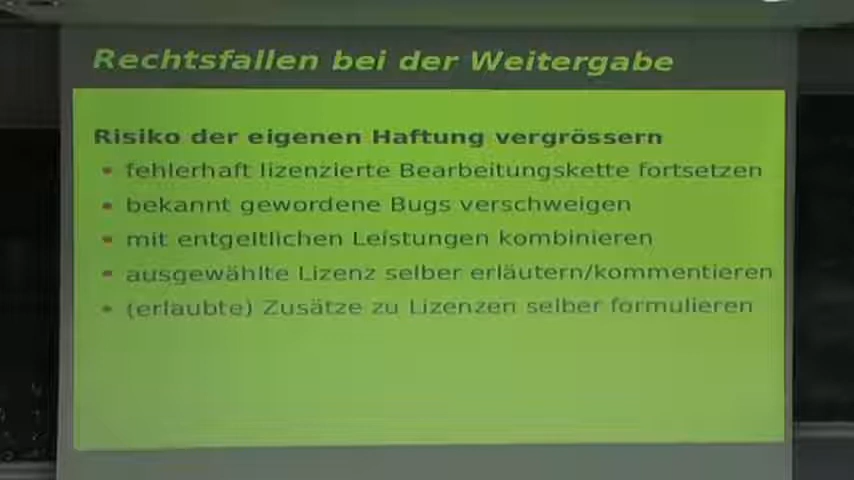 Rechtsfallen bei der Weitergabe
Risiko der eigenen Haftung vergrössern
• fehlerhaft lizenzierte Bearbeitungskette fortsetzen
• bekannt gewordene Bugs verschweigen
• mit entgeltlichen Leistungen kombinieren
• ausgewählte Lizenz selber erläutern/kommentieren
• (erlaubte) Zusätze zu Lizenzen selber formulieren